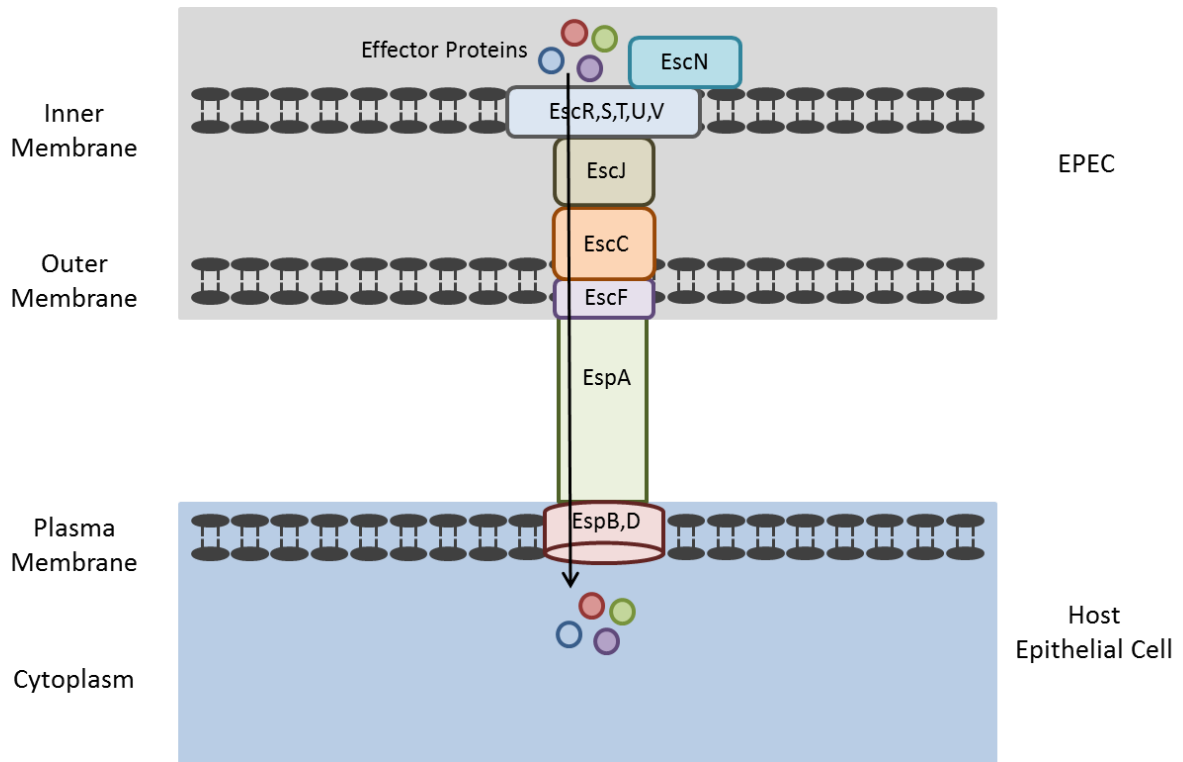 Effector Proteins
EscN
Inner
Membrane
EscR,S,T,U,V
EscJ
EPEC
EscC
Outer
Membrane
EscF
EspA
Plasma
Membrane
EspB,D
Host
Epithelial Cell
Cytoplasm